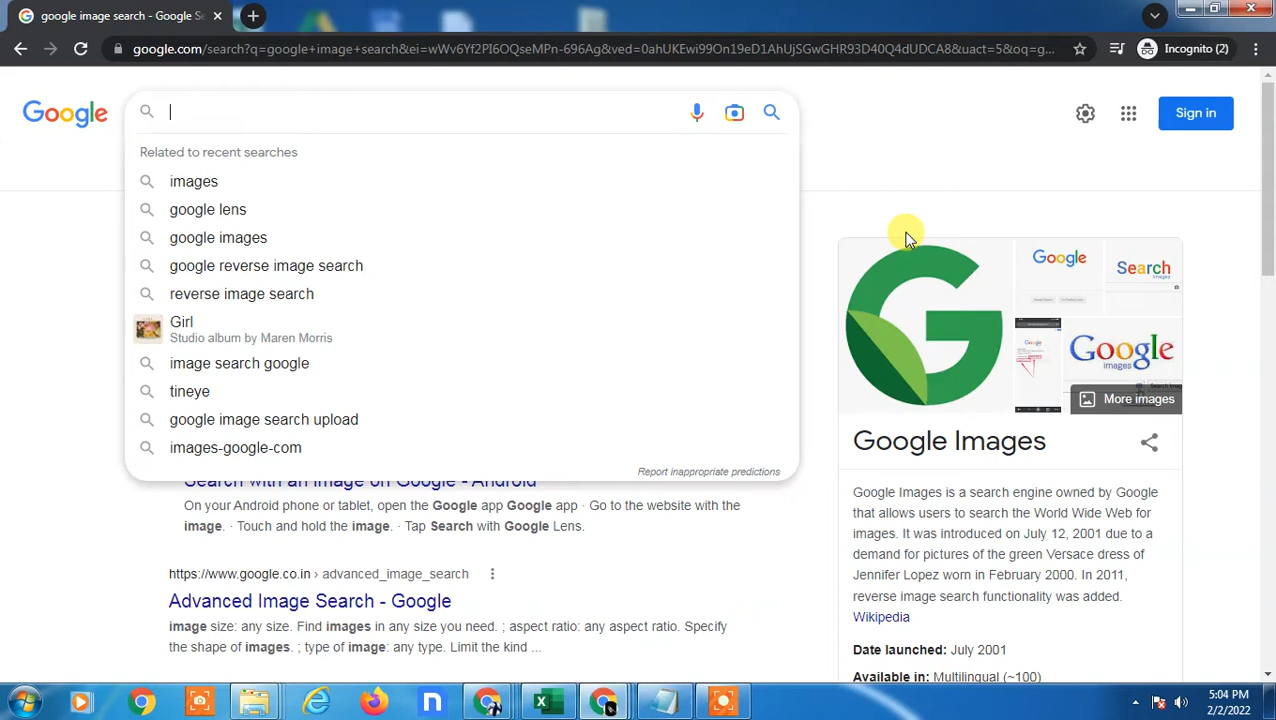 google image search - Google Se
google.com/search?q=google+image+search&ei=wWv6Yf2PI6OQseMPn-696Ag&ved=0ahUKEwi99On19eD1AhUjSGwGHR93D40Q4dUDCA8&uact=5&oq=g...
Incognito (2)
Google
Sign in
Related to recent searches
images
google lens
google images
google reverse image search
reverse image search
Girl
Studio album by Maren Morris
image search google
tineye
google image search upload
images-google-com
Report inappropriate predictions
Search with an image on Google - Android
On your Android phone or tablet, open the Google app Google app · Go to the website with the
image. · Touch and hold the image. · Tap Search with Google Lens.
https://www.google.co.in › advanced_image_search
Advanced Image Search - Google
image size: any size. Find images in any size you need. ; aspect ratio: any aspect ratio. Specify
the shape of images. ; type of image: any type. Limit the kind ...
Google
Search
images
Google
Google
images
More images
Google Images
Google Images is a search engine owned by Google
that allows users to search the World Wide Web for
images. It was introduced on July 12, 2001 due to a
demand for pictures of the green Versace dress of
Jennifer Lopez worn in February 2000. In 2011,
reverse image search functionality was added.
Wikipedia
Date launched: July 2001
Available in: Multilingual (~100)
5:04 PM
2/2/2022